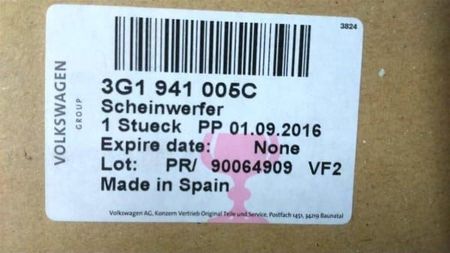 3824
VOLKSWAGEN
GROUP
3G1 941 005C
Scheinwerfer
1 Stueck PP 01.09.2016
Expire date: None
Lot: PR/ 90064909 VF2
Made in Spain
Volkswagen AG, Konzern Vertrieb Original Teile und Service, Postfach 1451, 34219 Baunatal